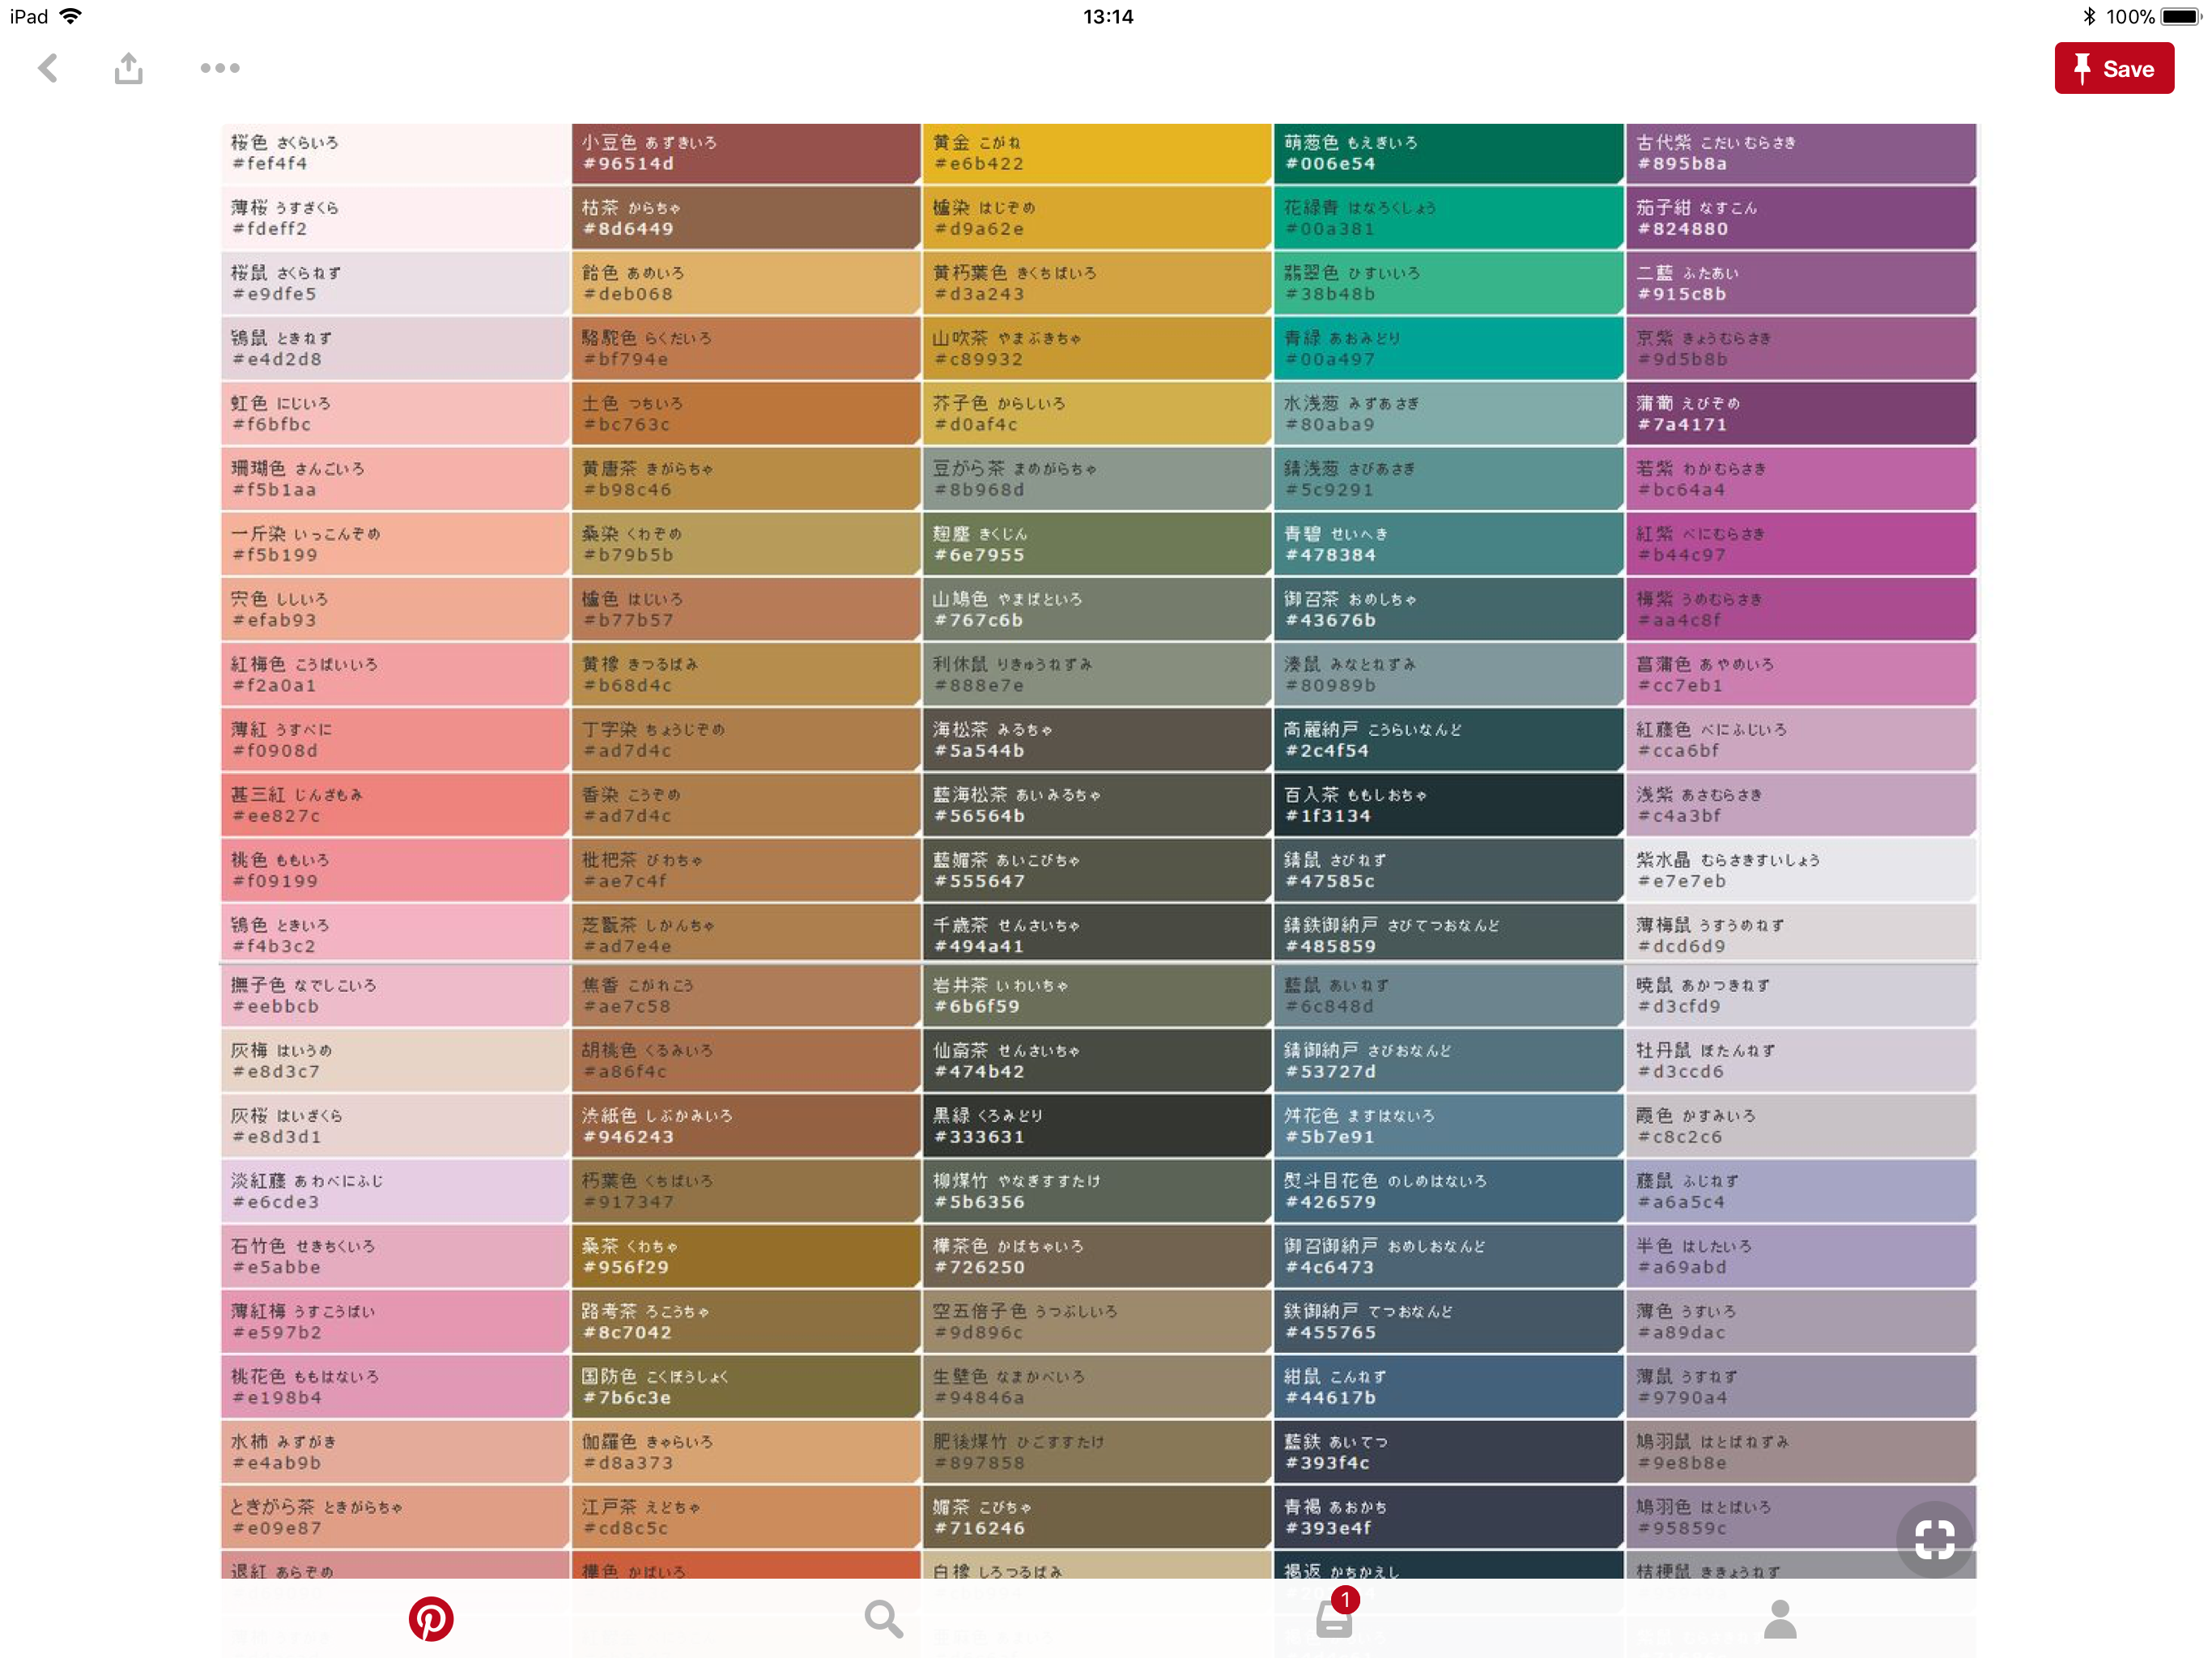 iPad
13:14
100%
Save
桜色 さくらいろ
#fef4f4
薄桜 うすざくら
#fdeff2
桜鼠 さくらねず
#e9dfe5
鴇鼠 ときねず
#e4d2d8
虹色 にじいろ
#f6bfbc
珊瑚色 さんごいろ
#f5b1aa
一斤染 いっこんぞめ
#f5b199
宍色 ししいろ
#efab93
紅梅色 こうばいいろ
#f2a0a1
薄紅 うすべに
#f0908d
甚三紅 じんざもみ
#ee827c
桃色 ももいろ
#f09199
鴇色 ときいろ
#f4b3c2
撫子色 なでしこいろ
#eebbcb
灰梅 はいうめ
#e8d3c7
灰桜 はいざくら
#e8d3d1
淡紅藤 あわべにふじ
#e6cde3
石竹色 せきちくいろ
#e5abbe
薄紅梅 うすこうばい
#e597b2
桃花色 ももはないろ
#e198b4
水柿 みずがき
#e4ab9b
ときがら茶 ときがらちゃ
#e09e87
退紅 あらぞめ
小豆色 あずきいろ
#96514d
枯茶 からちゃ
#8d6449
飴色 あめいろ
#deb068
駱駝色 らくだいろ
#bf794e
土色 つちいろ
#bc763c
黄唐茶 きがらちゃ
#b98c46
桑染 くわぞめ
#b79b5b
櫨色 はじいろ
#b77b57
黄橡 きつるばみ
#b68d4c
丁字染 ちょうじぞめ
#ad7d4c
香染 こうぞめ
#ad7d4c
枇杷茶 びわちゃ
#ae7c4f
芝翫茶 しかんちゃ
#ad7e4e
焦香 こがれこう
#ae7c58
胡桃色 くるみいろ
#a86f4c
渋紙色 しぶかみいろ
#946243
朽葉色 くちばいろ
#917347
桑茶 くわちゃ
#956f29
路考茶 ろこうちゃ
#8c7042
国防色 こくぼうしょく
#7b6c3e
伽羅色 きゃらいろ
#d8a373
江戸茶 えどちゃ
#cd8c5c
樺色 かばいろ
黄金 こがね
#e6b422
櫨染 はじぞめ
#d9a62e
黄朽葉色 きくちばいろ
#d3a243
山吹茶 やまぶきちゃ
#c89932
芥子色 からしいろ
#d0af4c
豆がら茶 まめがらちゃ
#8b968d
麹塵 きくじん
#6e7955
山鳩色 やまばといろ
#767c6b
利休鼠 りきゅうねずみ
#888e7e
海松茶 みるちゃ
#5a544b
藍海松茶 あいみるちゃ
#56564b
藍媚茶 あいこびちゃ
#555647
千歳茶 せんさいちゃ
#494a41
岩井茶 いわいちゃ
#6b6f59
仙斎茶 せんさいちゃ
#474b42
黒緑 くろみどり
#333631
柳煤竹 やなぎすすたけ
#5b6356
樺茶色 かばちゃいろ
#726250
空五倍子色 うつぶしいろ
#9d896c
生壁色 なまかべいろ
#94846a
肥後煤竹 ひごすすたけ
#897858
媚茶 こびちゃ
#716246
白橡 しろつるばみ
萌葱色 もえぎいろ
#006e54
花緑青 はなろくしょう
#00a381
翡翠色 ひすいいろ
#38b48b
青緑 あおみどり
#00a497
水浅葱 みずあさぎ
#80aba9
錆浅葱 さびあさぎ
#5c9291
青碧 せいへき
#478384
御召茶 おめしちゃ
#43676b
湊鼠 みなとねずみ
#80989b
高麗納戸 こうらいなんど
#2c4f54
百入茶 ももしおちゃ
#1f3134
錆鼠 さびねず
#47585c
錆鉄御納戸 さびてつおなんど
#485859
藍鼠 あいねず
#6c848d
錆御納戸 さびおなんど
#53727d
舛花色 ますはないろ
#5b7e91
熨斗目花色 のしめはないろ
#426579
御召御納戸 おめしおなんど
#4c6473
鉄御納戸 てつおなんど
#455765
紺鼠 こんねず
#44617b
藍鉄 あいてつ
#393f4c
青褐 あおかち
#393e4f
褐返 かちかえし
古代紫 こだいむらさき
#895b8a
茄子紺 なすこん
#824880
二藍 ふたあい
#915c8b
京紫 きょうむらさき
#9d5b8b
蒲葡 えびぞめ
#7a4171
若紫 わかむらさき
#bc64a4
紅紫 べにむらさき
#b44c97
梅紫 うめむらさき
#aa4c8f
菖蒲色 あやめいろ
#cc7eb1
紅藤色 べにふじいろ
#cca6bf
浅紫 あさむらさき
#c4a3bf
紫水晶 むらさきすいしょう
#e7e7eb
薄梅鼠 うすうめねず
#dcd6d9
暁鼠 あかつきねず
#d3cfd9
牡丹鼠 ぼたんねず
#d3ccd6
霞色 かすみいろ
#c8c2c6
藤鼠 ふじねず
#a6a5c4
半色 はしたいろ
#a69abd
薄色 うすいろ
#a89dac
薄鼠 うすねず
#9790a4
鳩羽鼠 はとばねずみ
#9e8b8e
鳩羽色 はとばいろ
#95859c
桔梗鼠 ききょうねず
1